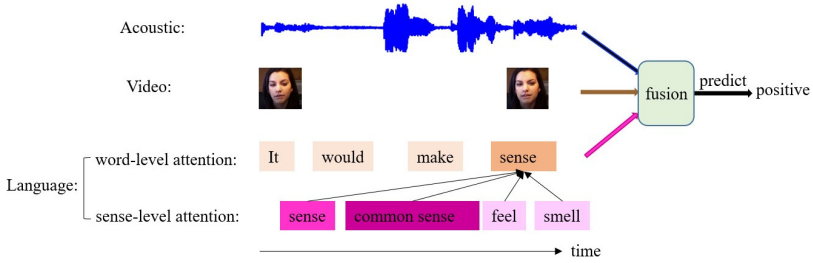 Acoustic:
Video:
fusion
predict
positive
Language:
word-level attention:
It would make sense
sense-level attention:
sense common sense feel smell
time